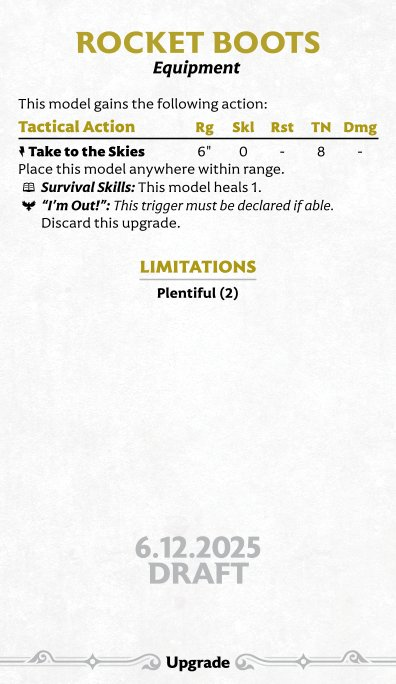 ROCKET BOOTS
Equipment
This model gains the following action:
Tactical Action Rg Skl Rst TN Dmg
Take to the Skies 6" 0 - 8 -
Place this model anywhere within range.
Survival Skills: This model heals 1.
“I’m Out!”: This trigger must be declared if able.
Discard this upgrade.
LIMITATIONS
Plentiful (2)
6.12.2025
DRAFT
Upgrade